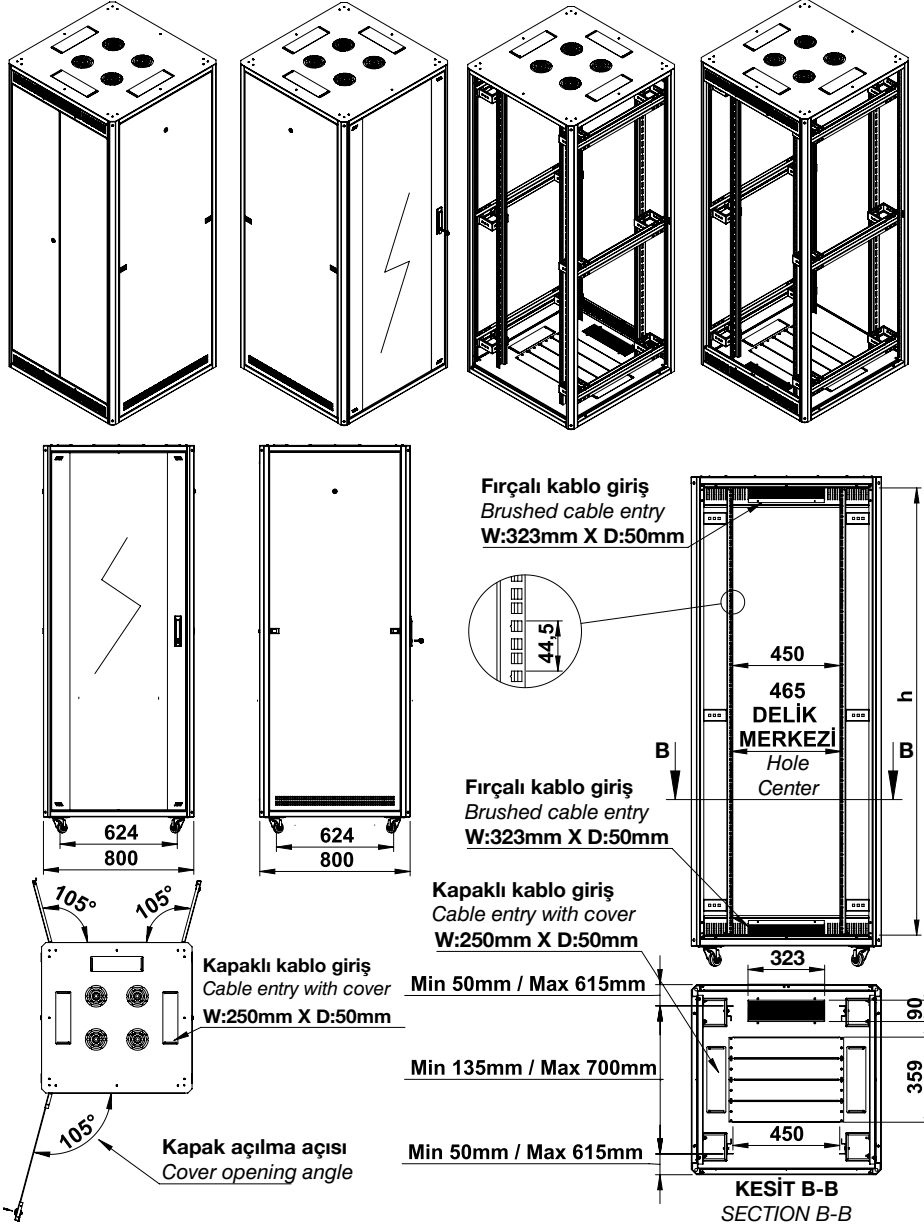 Fırçalı kablo giriş
Brushed cable entry
W:323mm X D:50mm
44,5
450
465
DELİK
MERKEZİ
Hole
Center
h
B
B
Fırçalı kablo giriş
Brushed cable entry
W:323mm X D:50mm
624
800
624
800
105°
105°
Kapaklı kablo giriş
Cable entry with cover
W:250mm X D:50mm
Kapaklı kablo giriş
Cable entry with cover
W:250mm X D:50mm
323
Min 50mm / Max 615mm
90
Min 135mm / Max 700mm
359
105°
Kapak açılma açısı
Cover opening angle
Min 50mm / Max 615mm
450
KESİT B-B
SECTION B-B